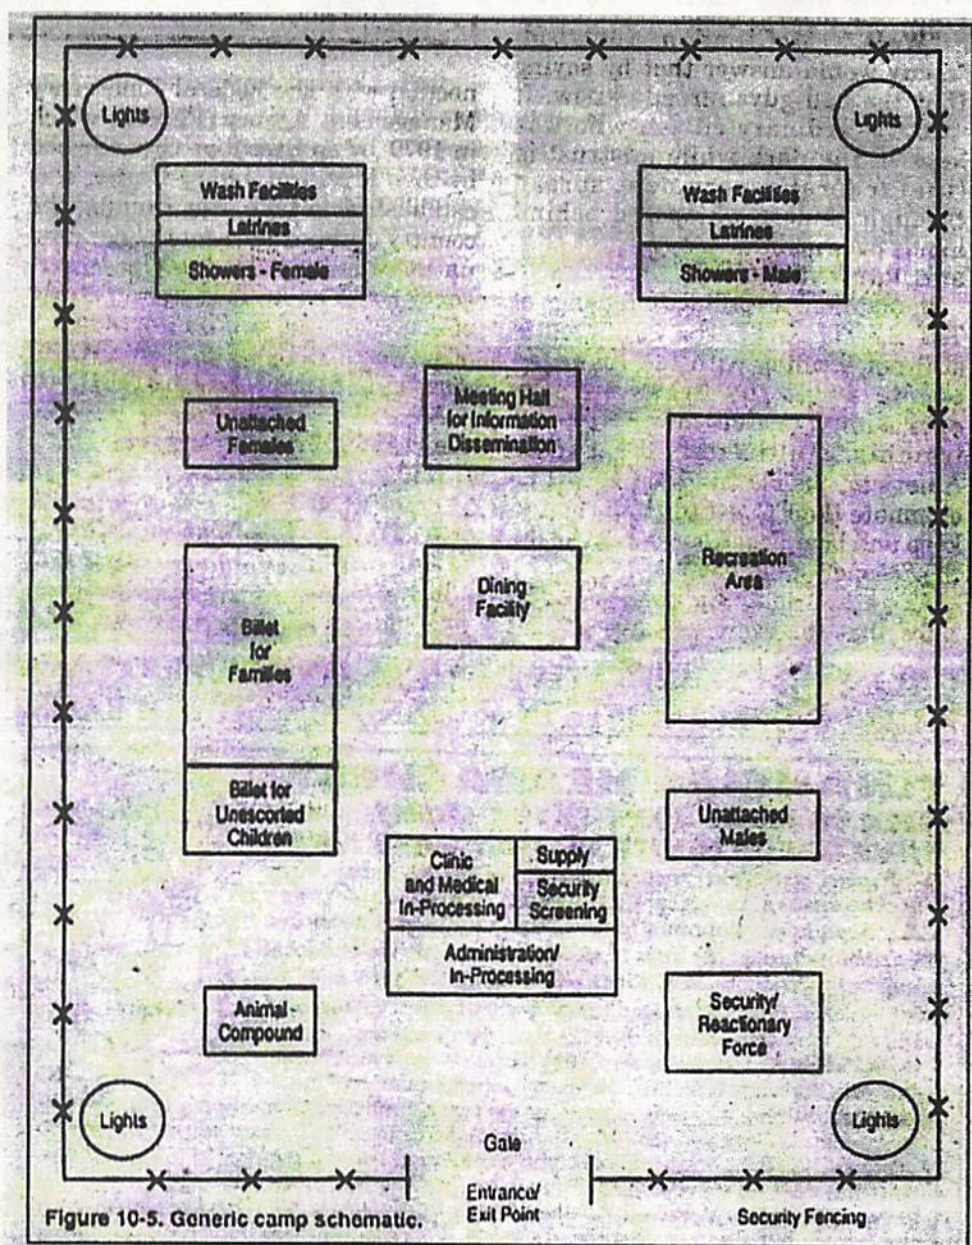 Lights
Lights
Wash Facilities
Latrines
Showers - Female
Wash Facilities
Latrines
Showers - Male
Unattached
Females
Meeting Hall
for Information
Dissemination
Recreation
Area
Billet
for
Families
Dining
Facility
Billet for
Unescorted
Children
Unattached
Males
Clinic
and Medical
In-Processing
Supply
Security
Screening
Administration/
In-Processing
Animal
Compound
Security/
Reactionary
Force
Lights
Lights
Gate
Entrance/
Exit Point
Security Fencing
Figure 10-5. Generic camp schematic.